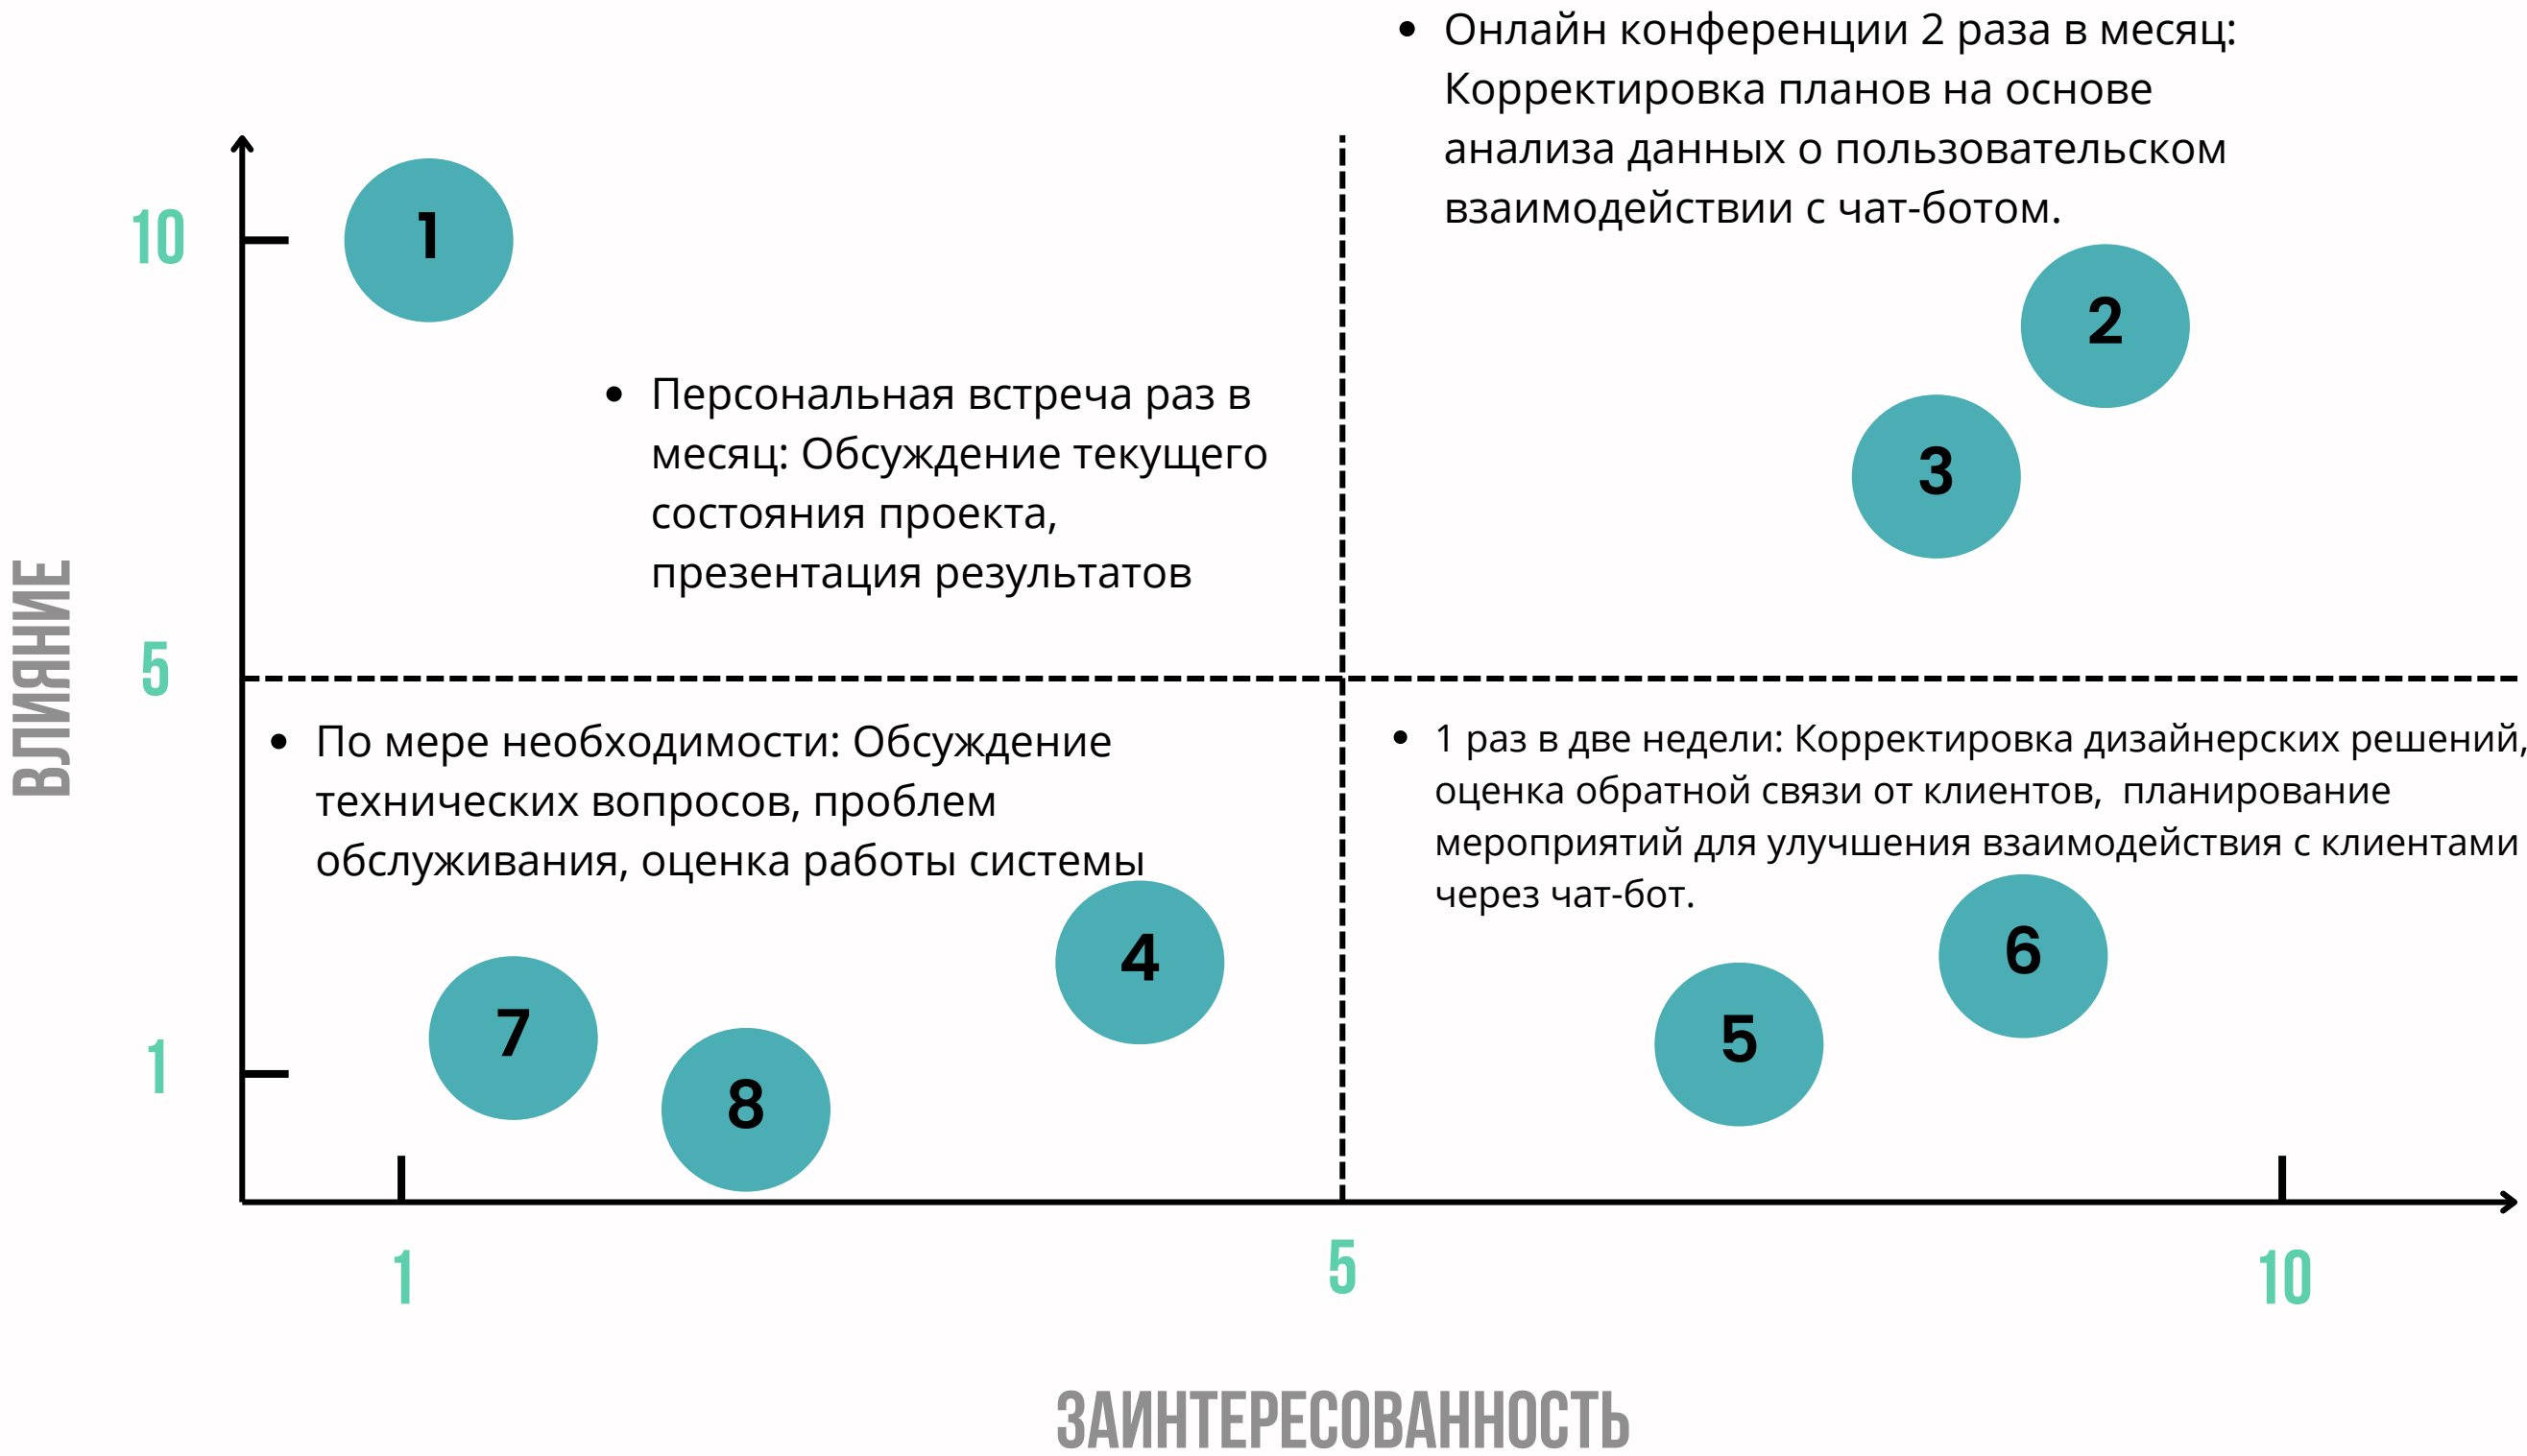 • Онлайн конференции 2 раза в месяц:
Корректировка планов на основе
анализа данных о пользовательском
взаимодействии с чат-ботом.
10
1
2
3
• Персональная встреча раз в
месяц: Обсуждение текущего
состояния проекта,
презентация результатов
ВЛИЯНИЕ
5
• По мере необходимости: Обсуждение
технических вопросов, проблем
обслуживания, оценка работы системы
• 1 раз в две недели: Корректировка дизайнерских решений,
оценка обратной связи от клиентов,  планирование
мероприятий для улучшения взаимодействия с клиентами
через чат-бот.
4
6
7
5
8
1
1
5
10
ЗАИНТЕРЕСОВАННОСТЬ